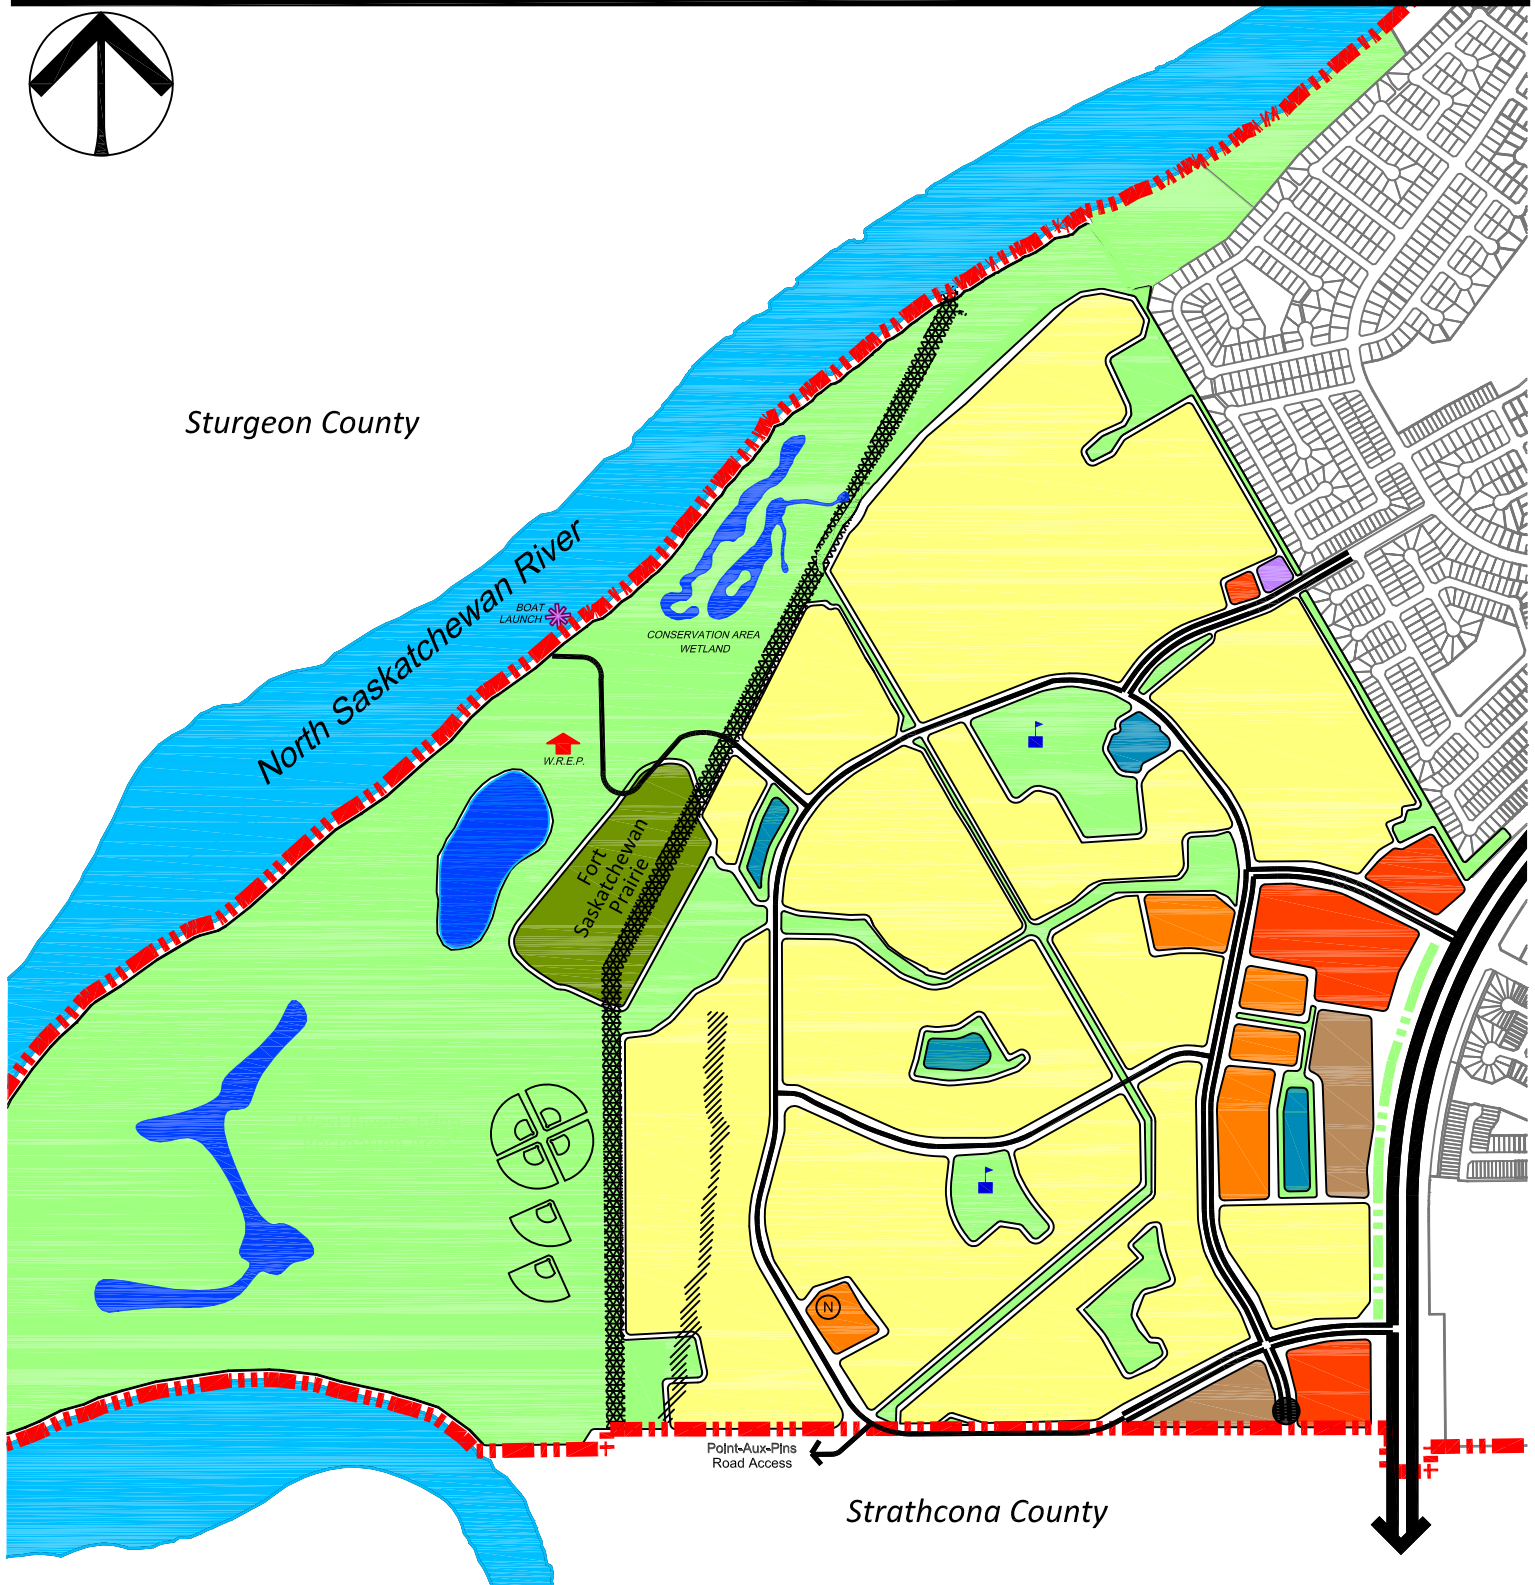 Sturgeon County
North Saskatchewan River
BOAT
LAUNCH
CONSERVATION AREA
WETLAND
W.R.E.P.
Fort
Saskatchewan
Prairie
N
Point-Aux-Pins
Road Access
Strathcona County